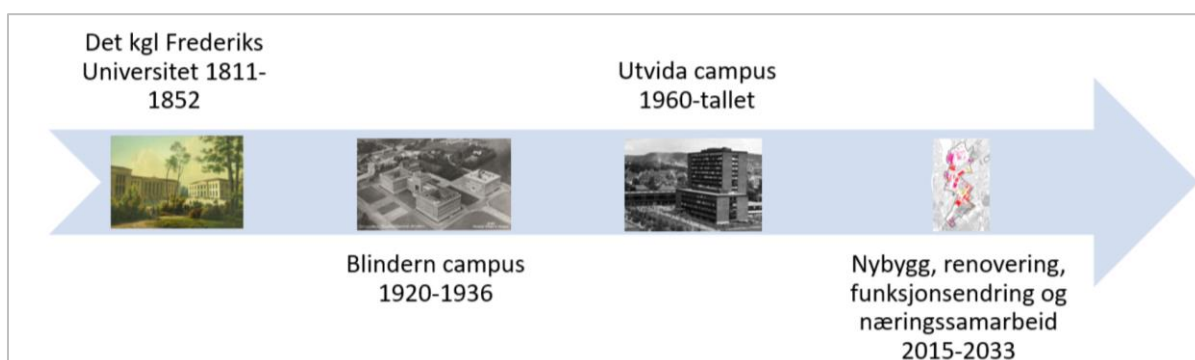 Det kgl Frederiks
Universitet 1811-
1852
Blindern campus
1920-1936
Utvida campus
1960-tallet
Nybygg, renovering,
funksjonsendring og
næringssamarbeid
2015-2033